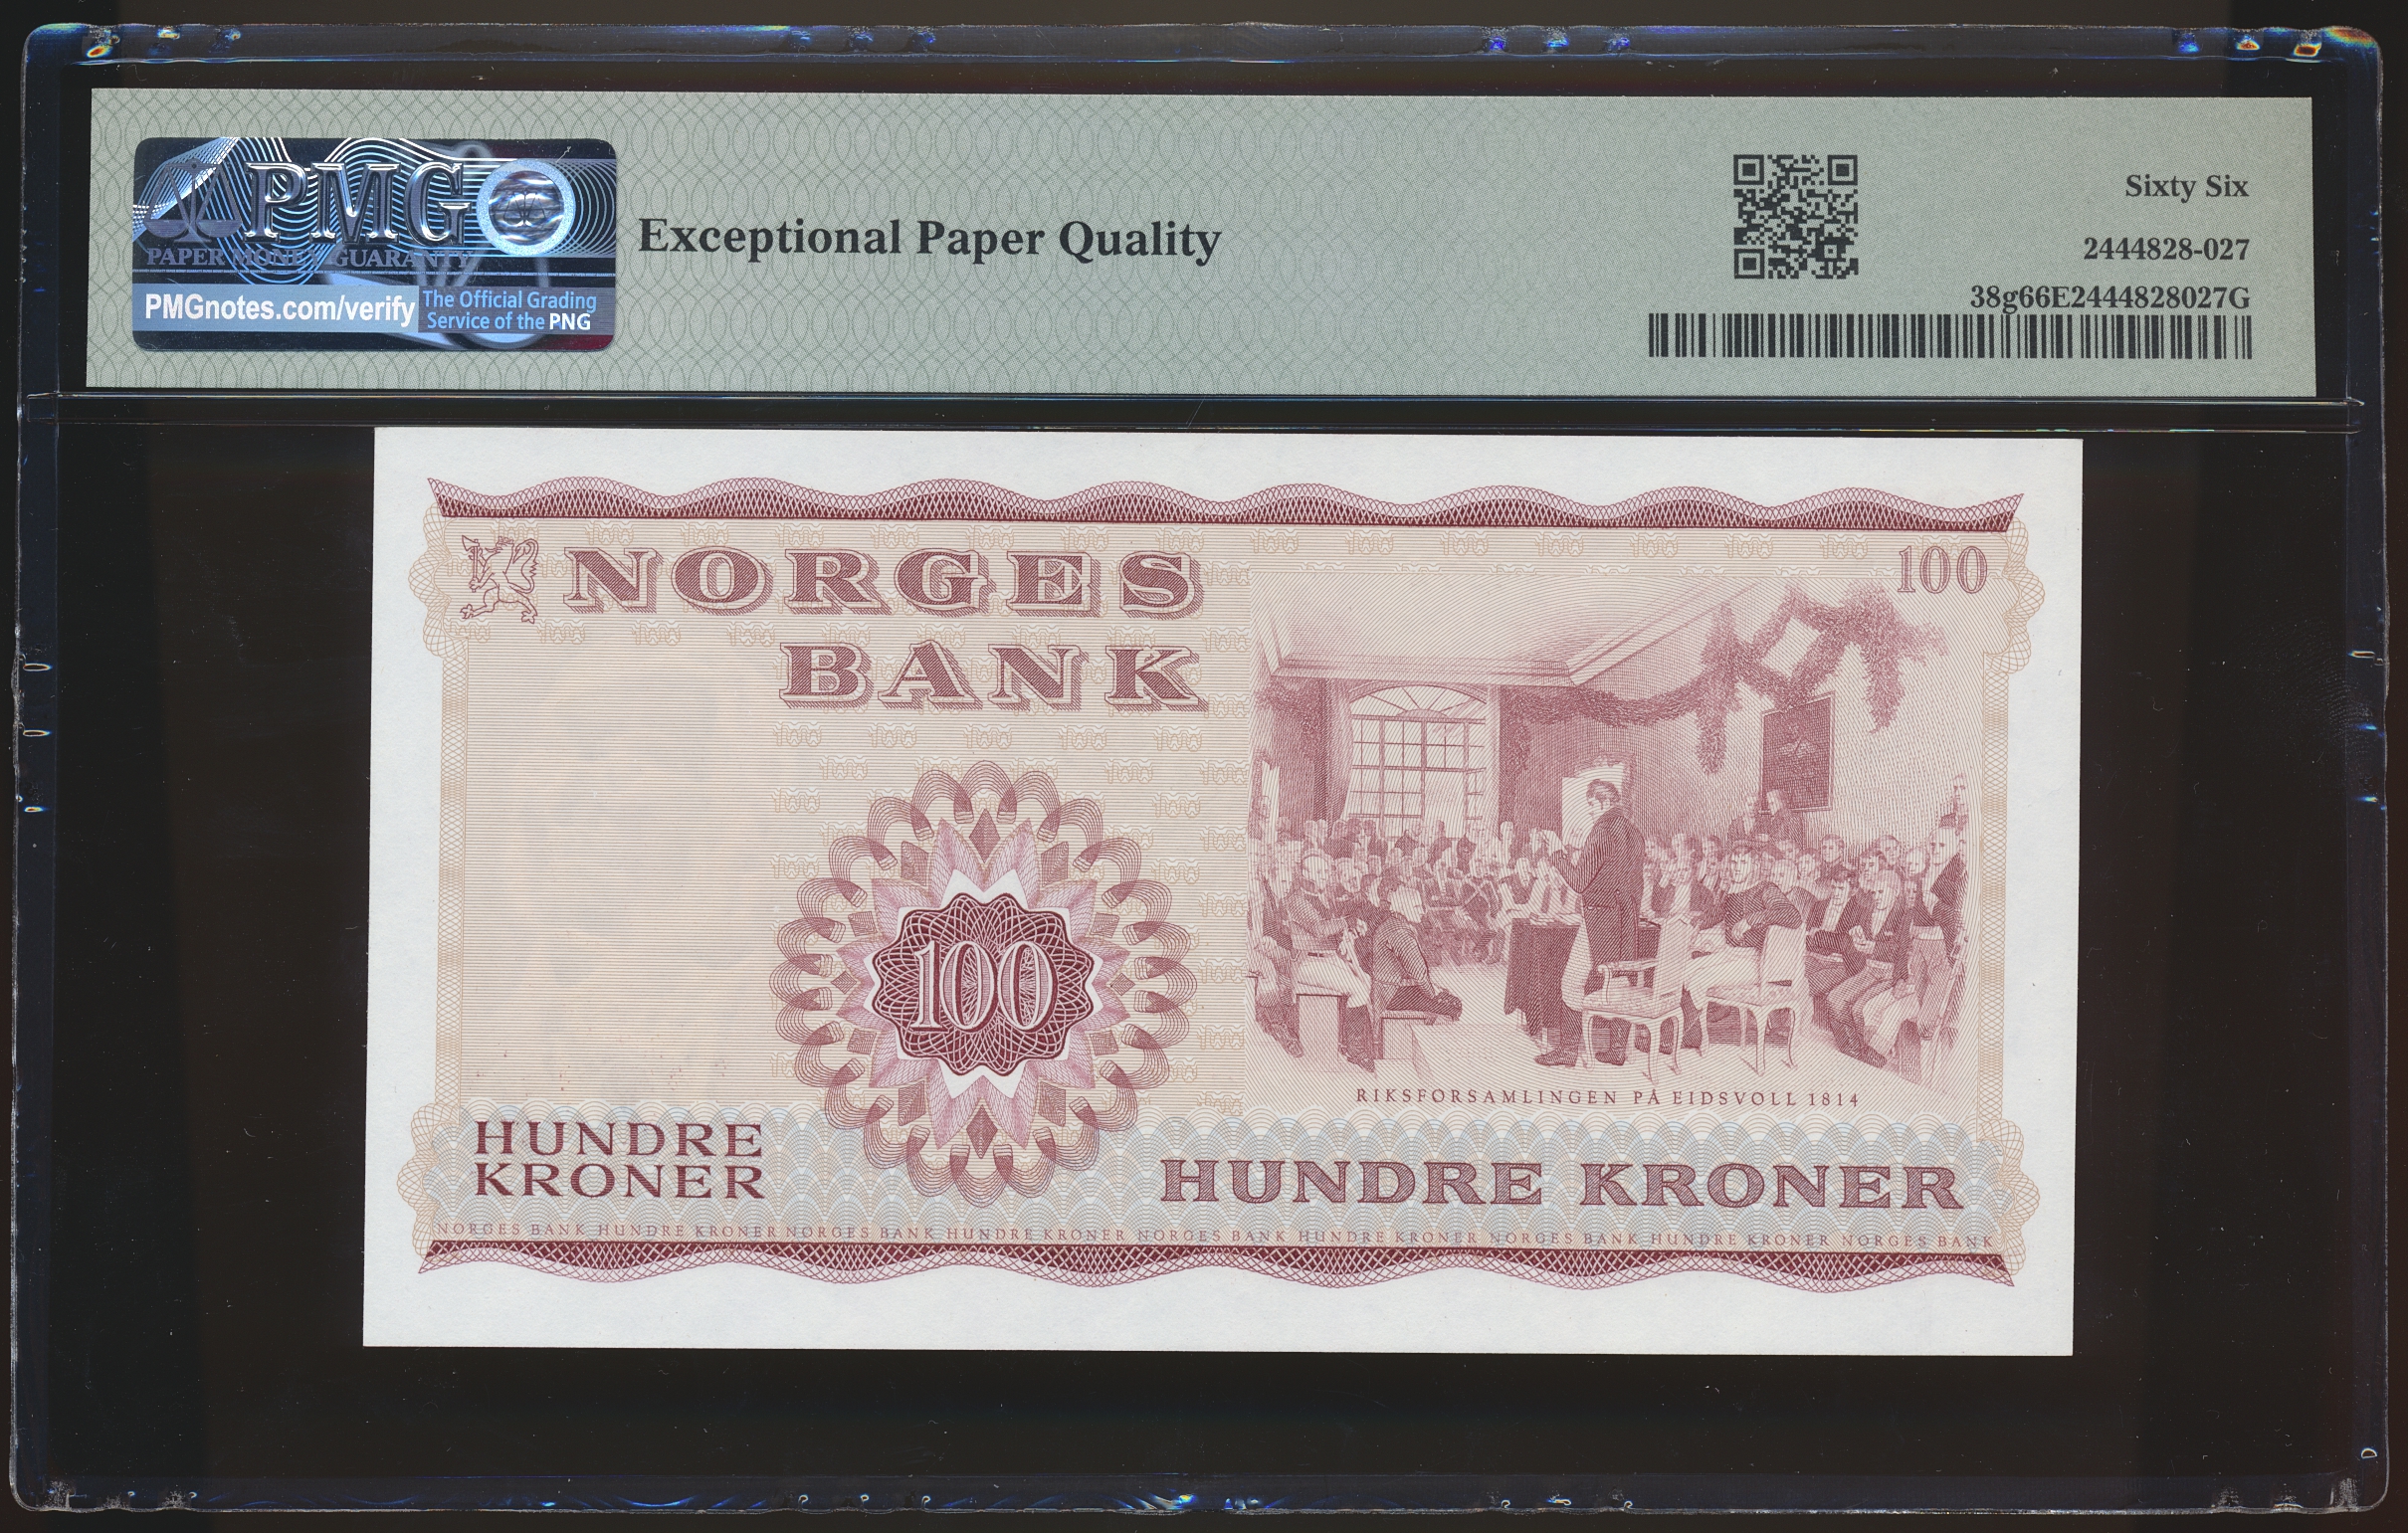 PMG
PAPER MONEY GUARANTY
PMGnotes.com/verify
The Official Grading
Service of the PNG
Exceptional Paper Quality
Sixty Six
2444828-027
38g66E2444828027G
NORGES
BANK
100
100
RIKSFORSAMLINGEN PÅ EIDSVOLL 1814
HUNDRE
KRONER
HUNDRE KRONER
NORGES BANK HUNDRE KRONER NORGES BANK HUNDRE KRONER NORGES BANK HUNDRE KRONER NORGES BANK HUNDRE KRONER NORGES BANK